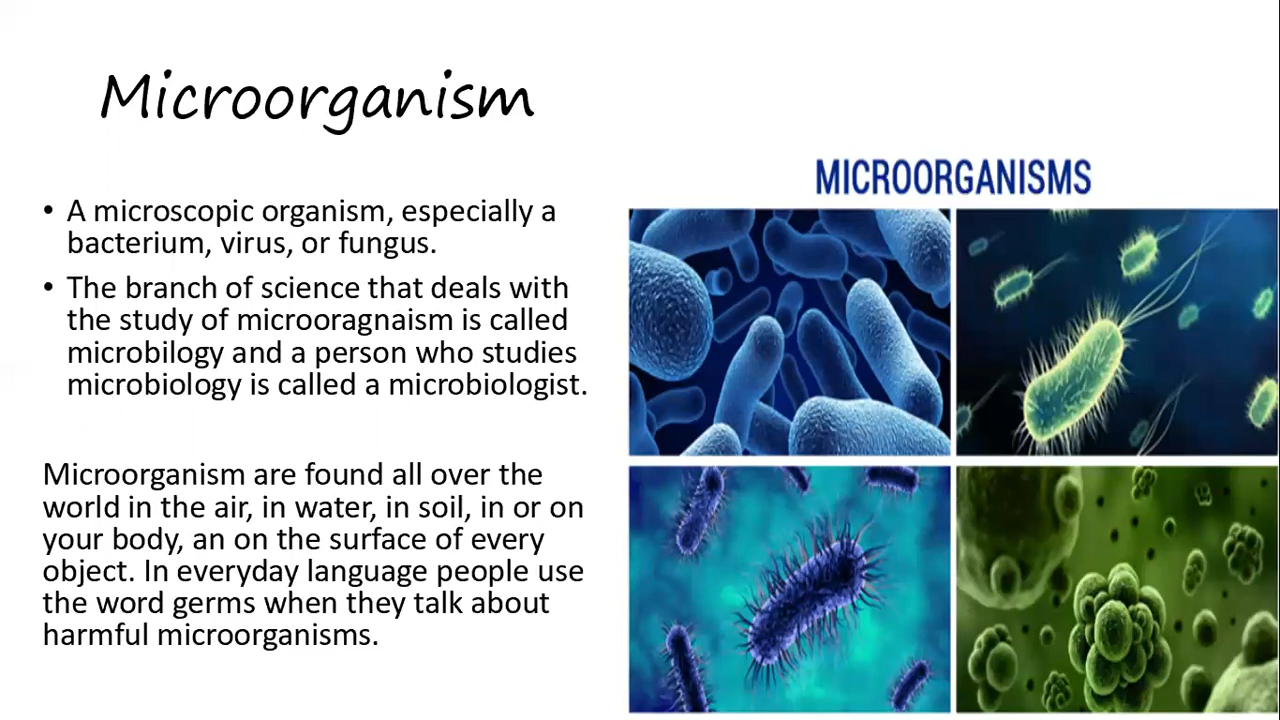 Microorganism
• A microscopic organism, especially a
bacterium, virus, or fungus.
• The branch of science that deals with
the study of microoragnaism is called
microbilogy and a person who studies
microbiology is called a microbiologist.
Microorganism are found all over the
world in the air, in water, in soil, in or on
your body, an on the surface of every
object. In everyday language people use
the word germs when they talk about
harmful microorganisms.
MICROORGANISMS